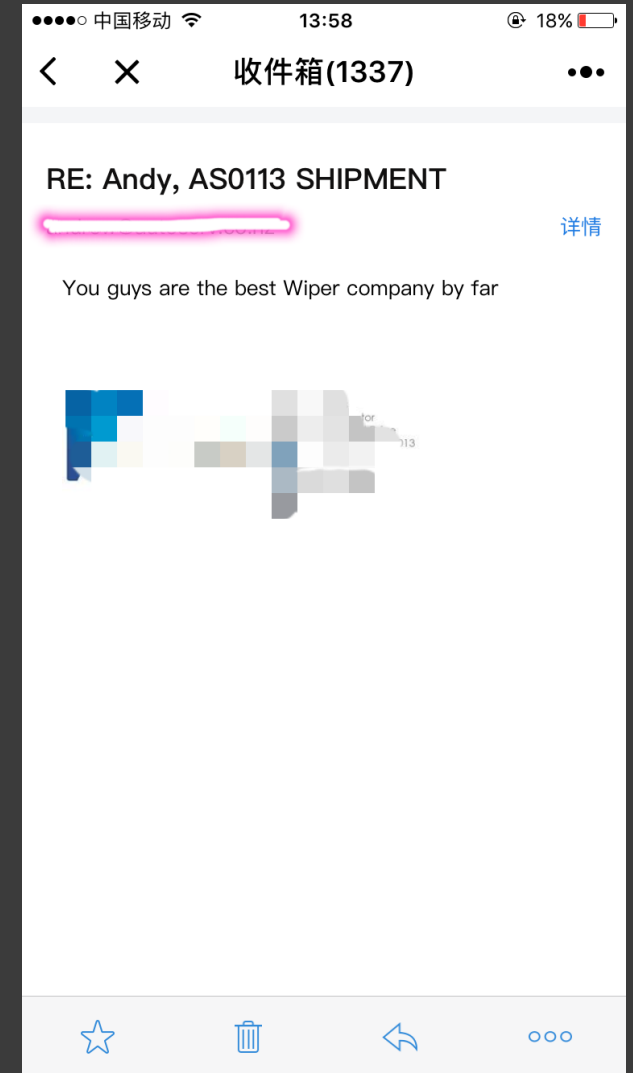 中国移动 13:58 18%
收件箱(1337)
RE: Andy, AS0113 SHIPMENT
详情
You guys are the best Wiper company by far